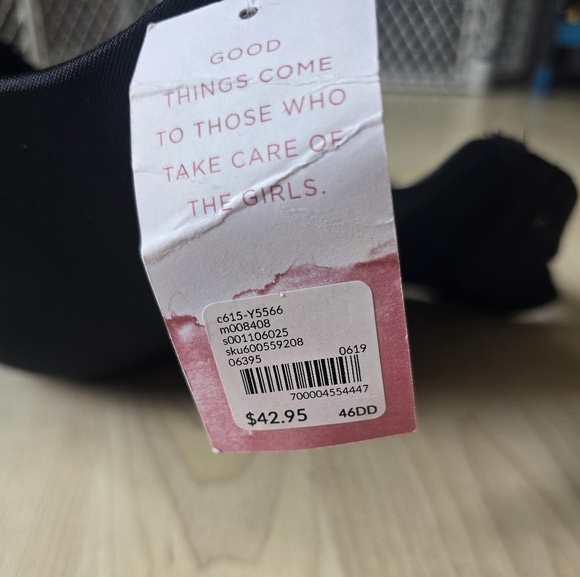 GOOD
THINGS COME
TO THOSE WHO
TAKE CARE OF
THE GIRLS.
c615-Y5566
m008408
s001106025
sku600559208
06395 0619
700004554447
$42.95 46DD